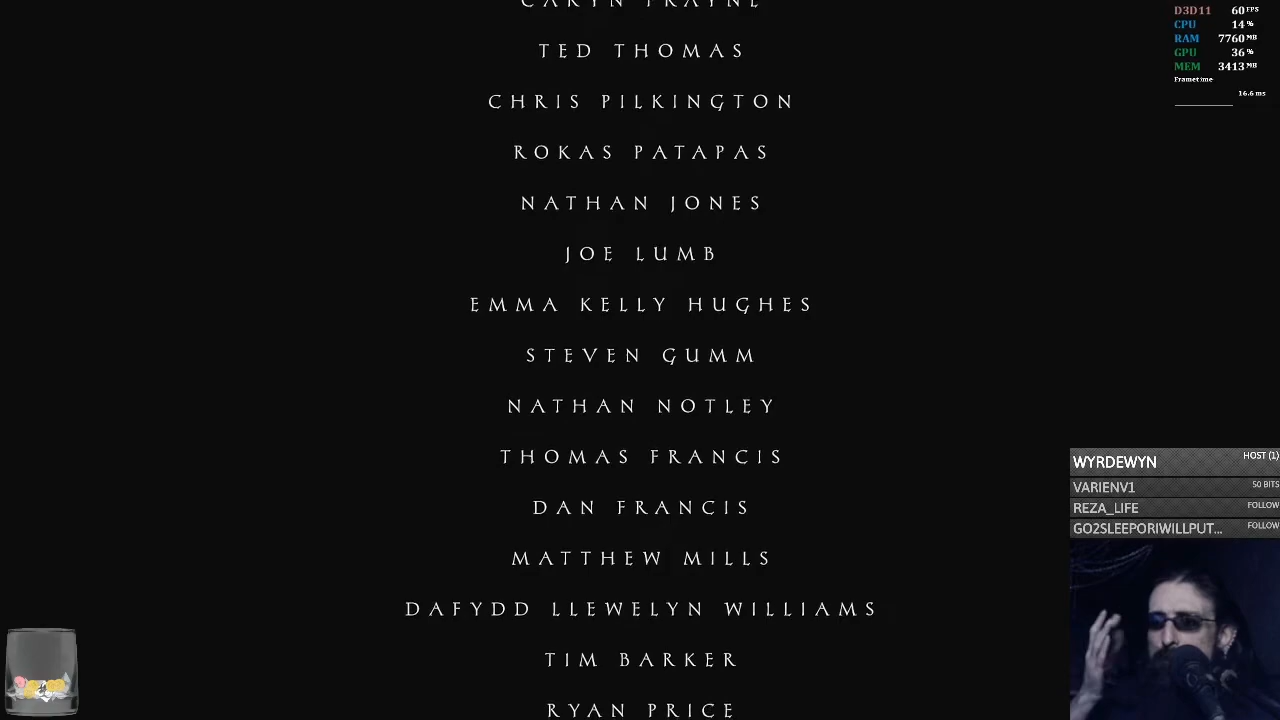 CARYN PRAYNE
TED THOMAS
CHRIS PILKINGTON
ROKAS PATAPAS
NATHAN JONES
JOE LUMB
EMMA KELLY HUGHES
STEVEN GUMM
NATHAN NOTLEY
THOMAS FRANCIS
DAN FRANCIS
MATTHEW MILLS
DAFYDD LLEWELYN WILLIAMS
TIM BARKER
RYAN PRICE
D3D11 60 FPS
CPU 14 %
RAM 7760 MB
GPU 36 %
MEM 3413 MB
Frametime
16.6 ms
WYRDEWYN HOST (1)
VARIENV1 50 BITS
REZA_LIFE FOLLOW
GO2SLEEPORIWILLPUT... FOLLOW